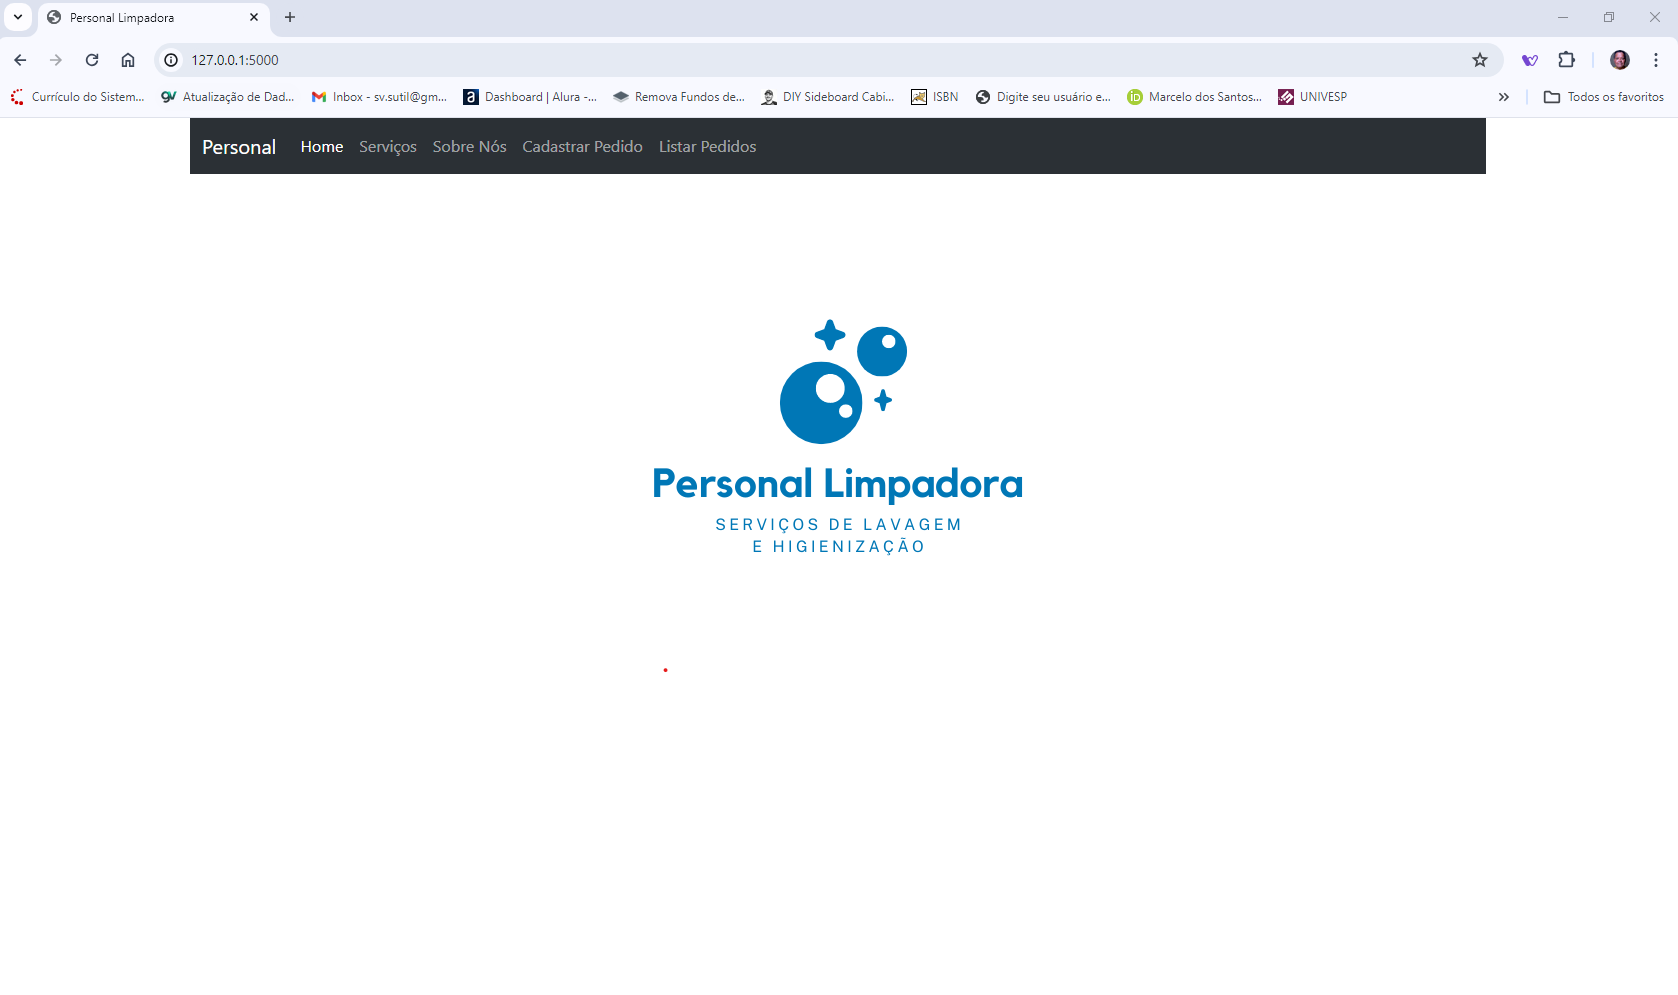 Personal Limpadora
127.0.0.1:5000
Currículo do Sistem... Atualização de Dad... Inbox - sv.sutil@gm... Dashboard | Alura -... Remova Fundos de... DIY Sideboard Cabi... ISBN Digite seu usuário e... Marcelo dos Santos... UNIVESP Todos os favoritos
Personal Home Serviços Sobre Nós Cadastrar Pedido Listar Pedidos
Personal Limpadora
SERVIÇOS DE LAVAGEM
E HIGIENIZAÇÃO